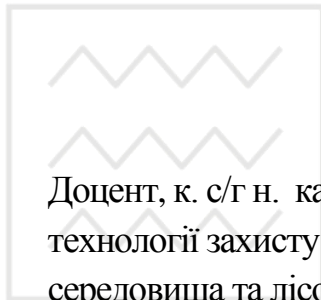 Доцент, к. с/г н. ка
технології захисту
середовища та лісо